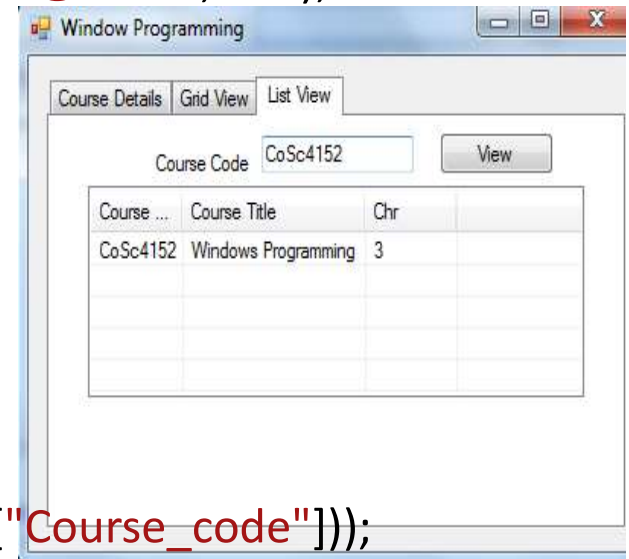 Window Programming
Course Details Grid View List View
Course Code CoSc4152 View
Course ... Course Title Chr
CoSc4152 Windows Programming 3
["Course_code"]));